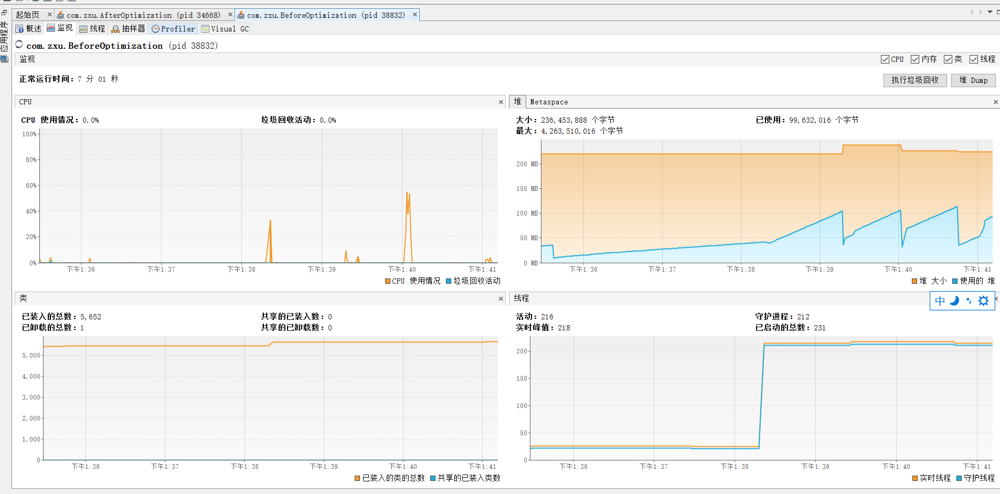 起始页
com.zxu.AfterOptimization (pid 34668)
com.zxu.BeforeOptimization (pid 38832)
应用程序
概述
监视
线程
抽样器
Profiler
Visual GC
com.zxu.BeforeOptimization (pid 38832)
监视
CPU
内存
类
线程
正常运行时间: 7 分 01 秒
执行垃圾回收
堆 Dump
CPU
CPU 使用情况: 0.0%
垃圾回收活动: 0.0%
100%
80%
60%
40%
20%
0%
下午1:36
下午1:37
下午1:38
下午1:39
下午1:40
下午1:41
CPU 使用情况
垃圾回收活动
堆
Metaspace
大小: 236,453,888 个字节
已使用: 99,632,016 个字节
最大: 4,263,510,016 个字节
200 MB
150 MB
100 MB
50 MB
0 MB
下午1:36
下午1:37
下午1:38
下午1:39
下午1:40
下午1:41
堆 大小
使用的 堆
类
已装入的总数: 5,652
共享的已装入数: 0
已卸载的总数: 1
共享的已卸载数: 0
5,000
4,000
3,000
2,000
1,000
0
下午1:36
下午1:37
下午1:38
下午1:39
下午1:40
下午1:41
已装入的类的总数
共享的已装入类数
线程
中
活动: 216
守护进程: 212
实时峰值: 218
已启动的总数: 231
200
150
100
50
0
下午1:36
下午1:37
下午1:38
下午1:39
下午1:40
下午1:41
实时线程
守护线程